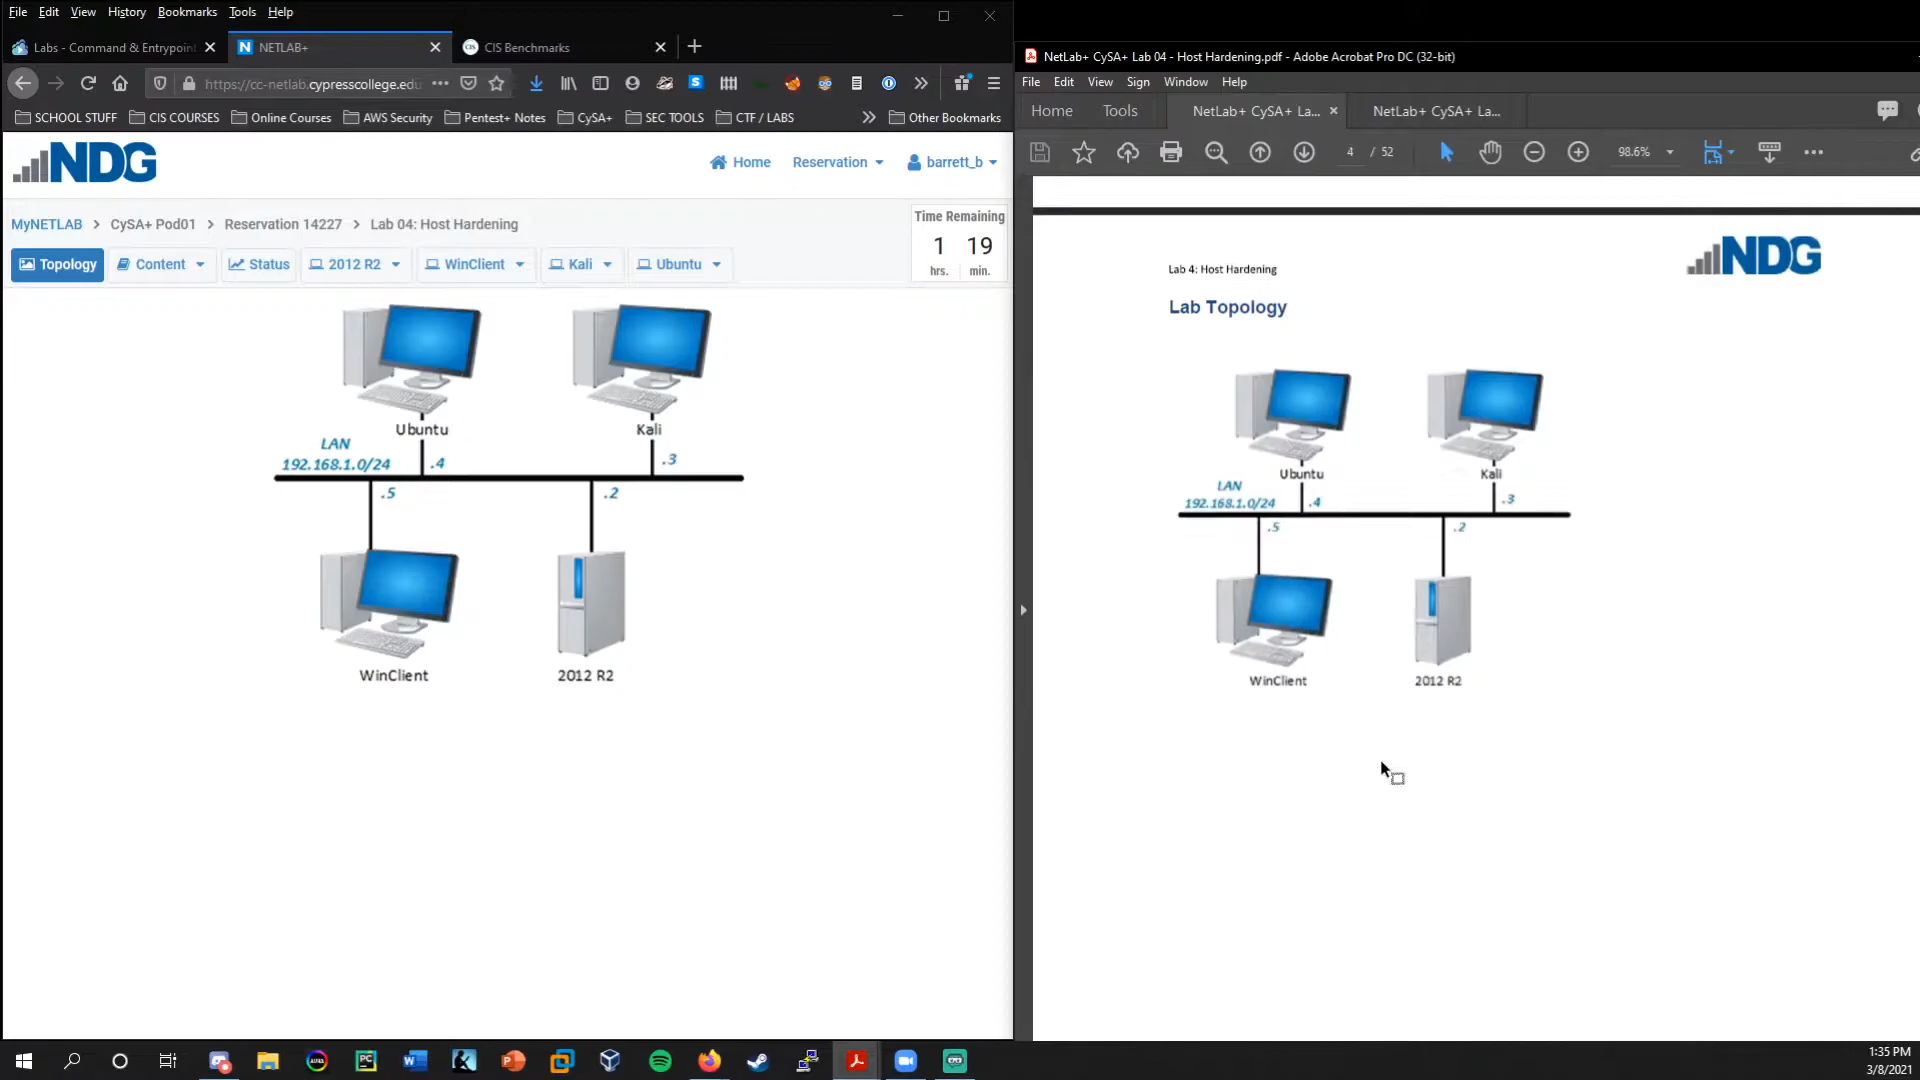 File Edit View History Bookmarks Tools Help
Labs - Command & Entrypoin
NETLAB+
CIS Benchmarks
https://cc-netlab.cypresscollege.edu
SCHOOL STUFF CIS COURSES Online Courses AWS Security Pentest+ Notes CySA+ SEC TOOLS CTF / LABS Other Bookmarks
NDG
Home Reservation barrett_b
MyNETLAB > CySA+ Pod01 > Reservation 14227 > Lab 04: Host Hardening
Time Remaining
1 19
hrs. min.
Topology Content Status 2012 R2 WinClient Kali Ubuntu
Ubuntu
Kali
LAN
192.168.1.0/24
.4
.3
.5
.2
WinClient
2012 R2
NetLab+ CySA+ Lab 04 - Host Hardening.pdf - Adobe Acrobat Pro DC (32-bit)
File Edit View Sign Window Help
Home Tools NetLab+ CySA+ La... NetLab+ CySA+ La...
4 / 52 98.6%
NDG
Lab 4: Host Hardening
Lab Topology
Ubuntu
Kali
LAN
192.168.1.0/24
.4
.3
.5
.2
WinClient
2012 R2
1:35 PM
3/8/2021